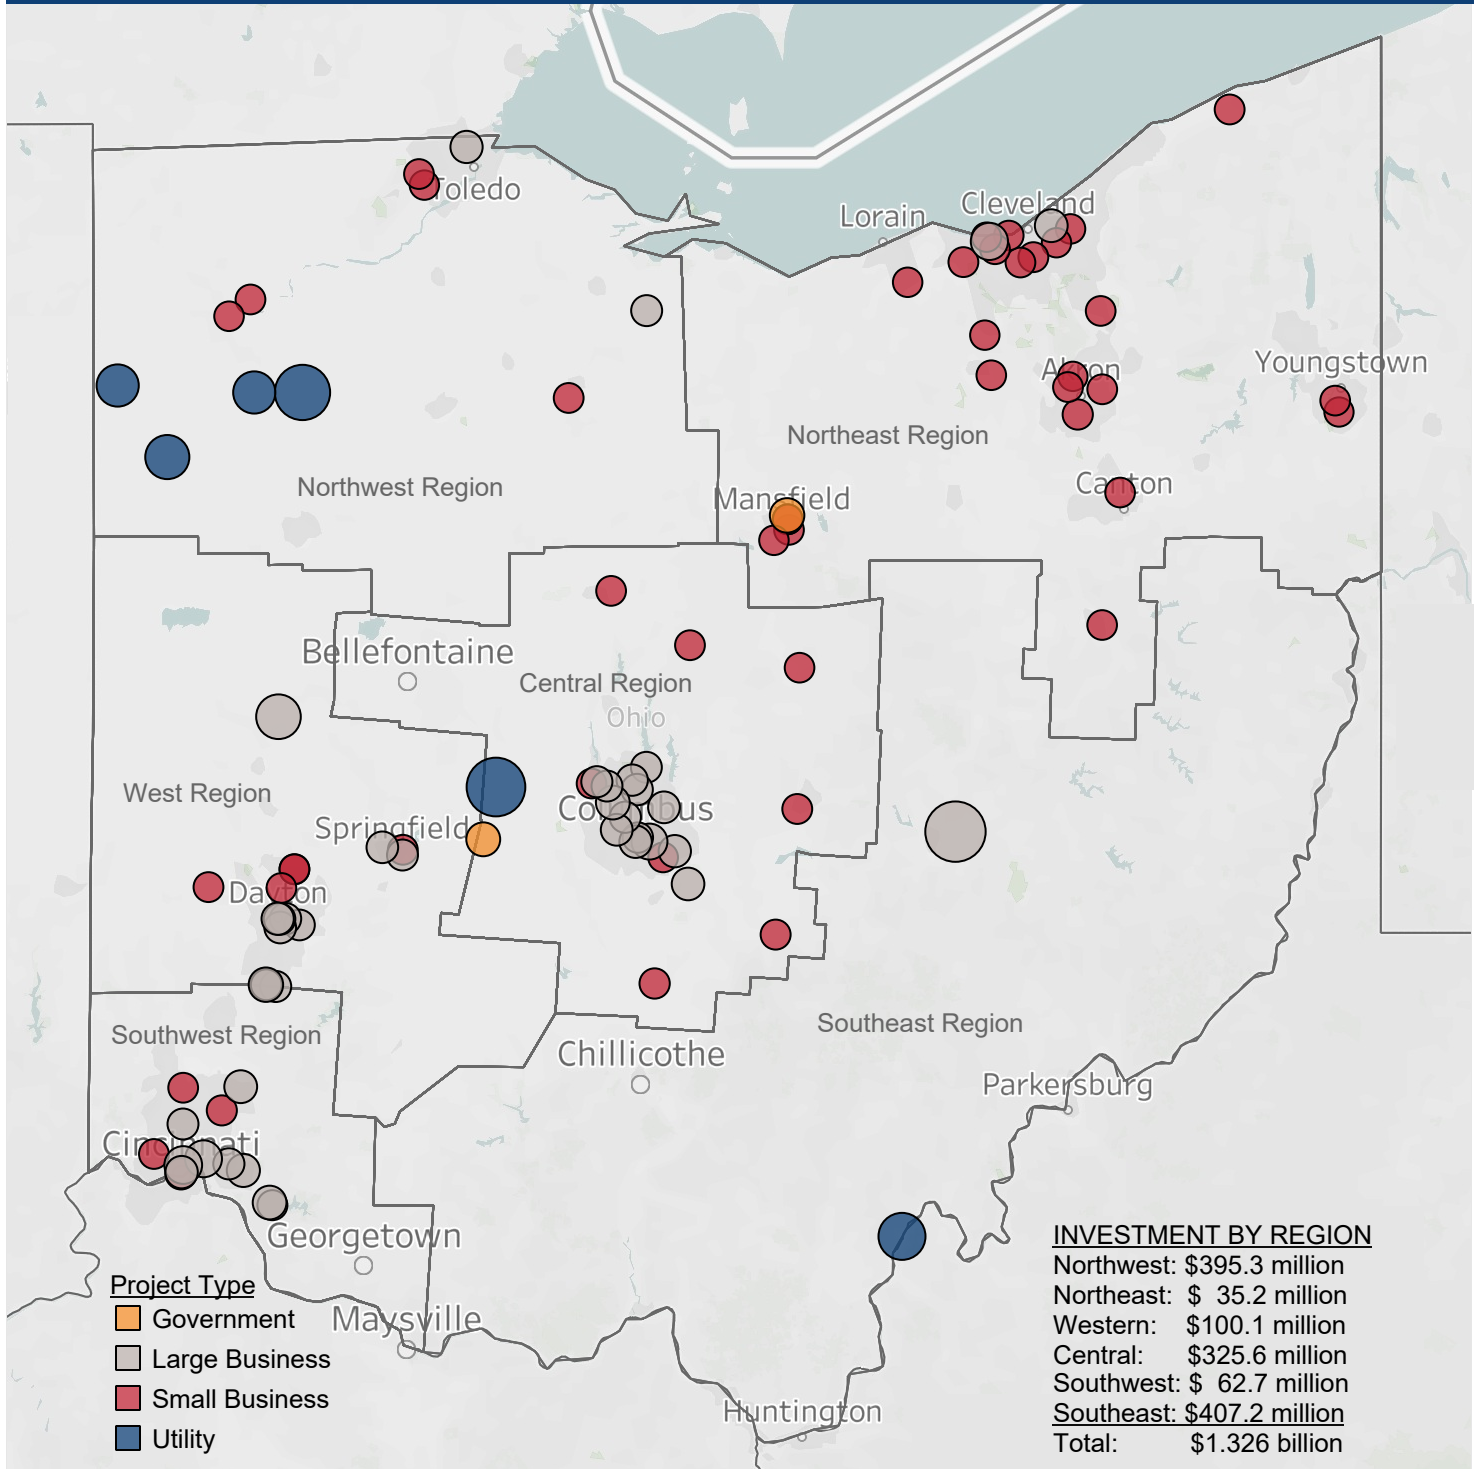 Toledo
Cleveland
Lorain
Youngstown
Akron
Northeast Region
Northwest Region
Canton
Mansfield
Bellefontaine
Central Region
Ohio
West Region
Columbus
Springfield
Dayton
Southwest Region
Southeast Region
Chillicothe
Parkersburg
Cincinnati
Georgetown
Maysville
Huntington
Project Type
Government
Large Business
Small Business
Utility
INVESTMENT BY REGION
Northwest: $395.3 million
Northeast: $ 35.2 million
Western: $100.1 million
Central: $325.6 million
Southwest: $ 62.7 million
Southeast: $407.2 million
Total: $1.326 billion